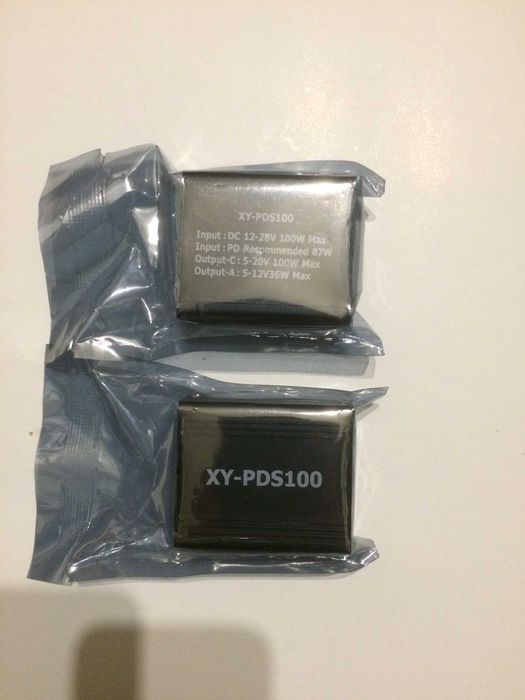 XY-PDS100
Input : DC 12-28V 100W Max
Input : PD Recommended 87W
Output-C : 5-20V 100W Max
Output-A : 5-12V36W Max
XY-PDS100